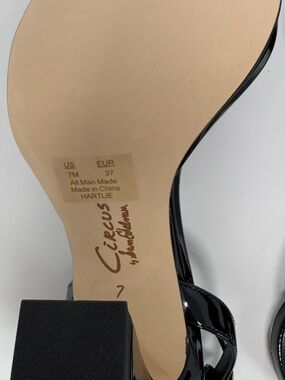 US EUR
7M 37
All Man Made
Made in China
HARTLIE
CIRCUS
by Sam Edelman
7